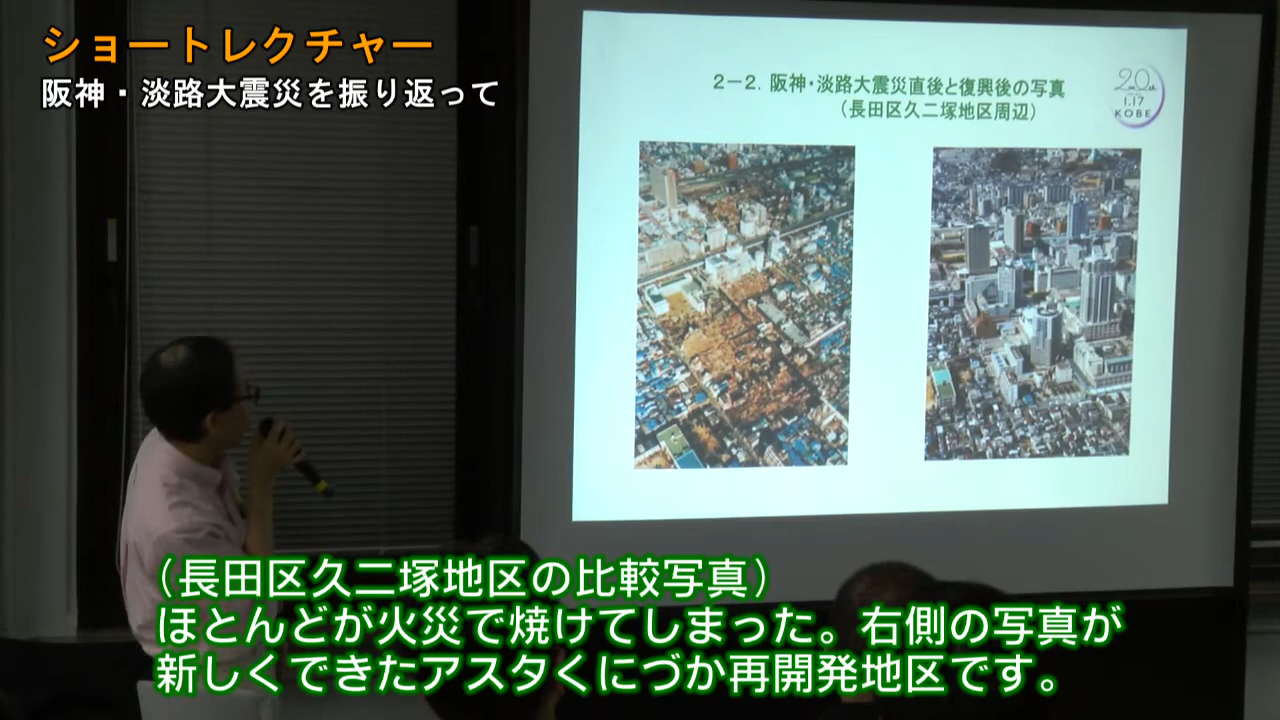 ショートレクチャー
阪神・淡路大震災を振り返って
2-2. 阪神・淡路大震災直後と復興後の写真
(長田区久二塚地区周辺)
20th
1.17
KOBE
(長田区久二塚地区の比較写真)
ほとんどが火災で焼けてしまった。右側の写真が
新しくできたアスタくにづか再開発地区です。